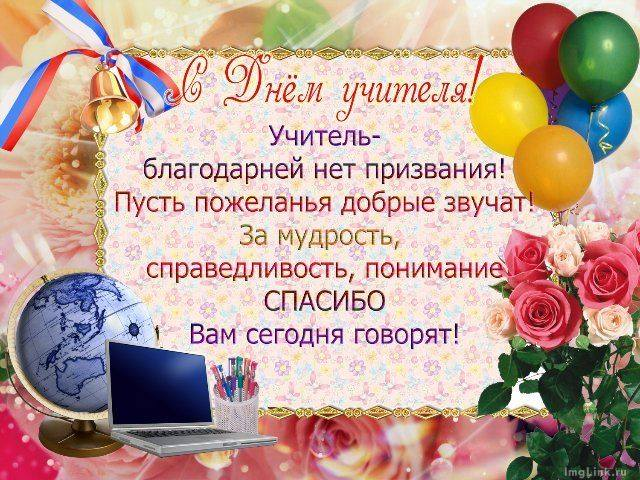 С Днём учителя!
Учитель-
благодарней нет призвания!
Пусть пожеланья добрые звучат!
За мудрость,
справедливость, понимание
СПАСИБО
Вам сегодня говорят!
ImgLink.ru